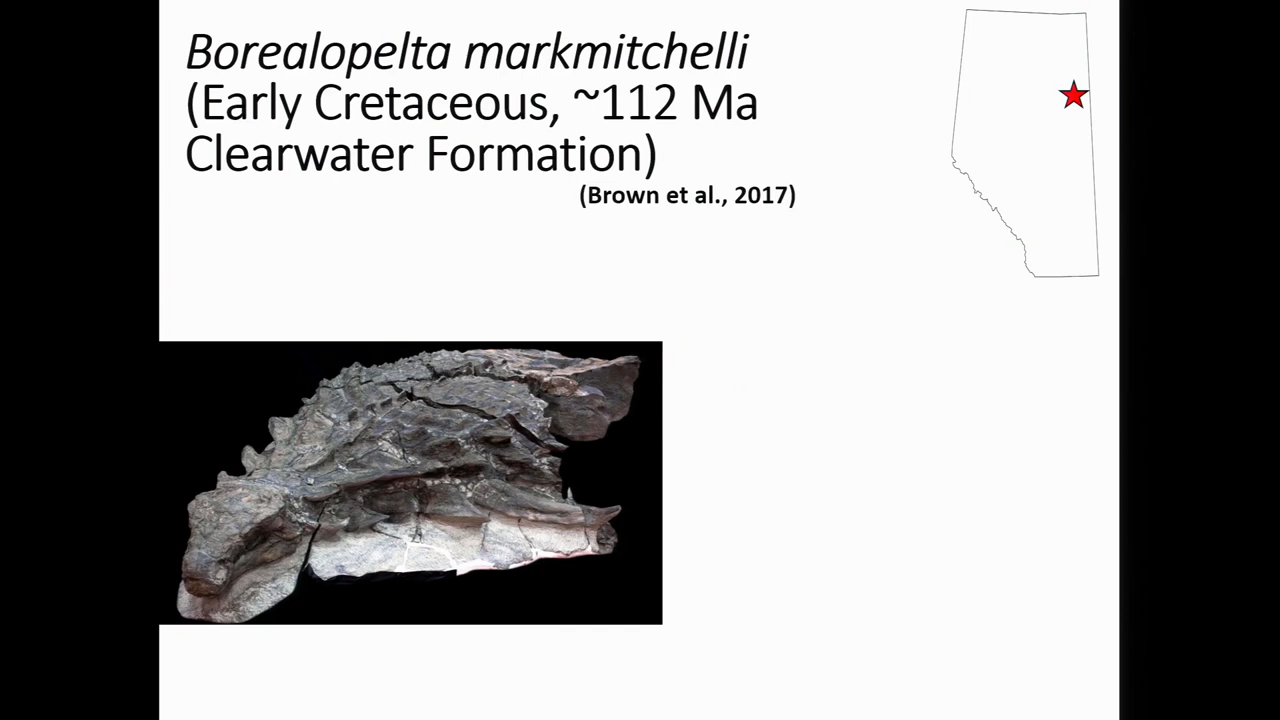 Borealopelta markmitchelli
(Early Cretaceous, ~112 Ma
Clearwater Formation)
(Brown et al., 2017)